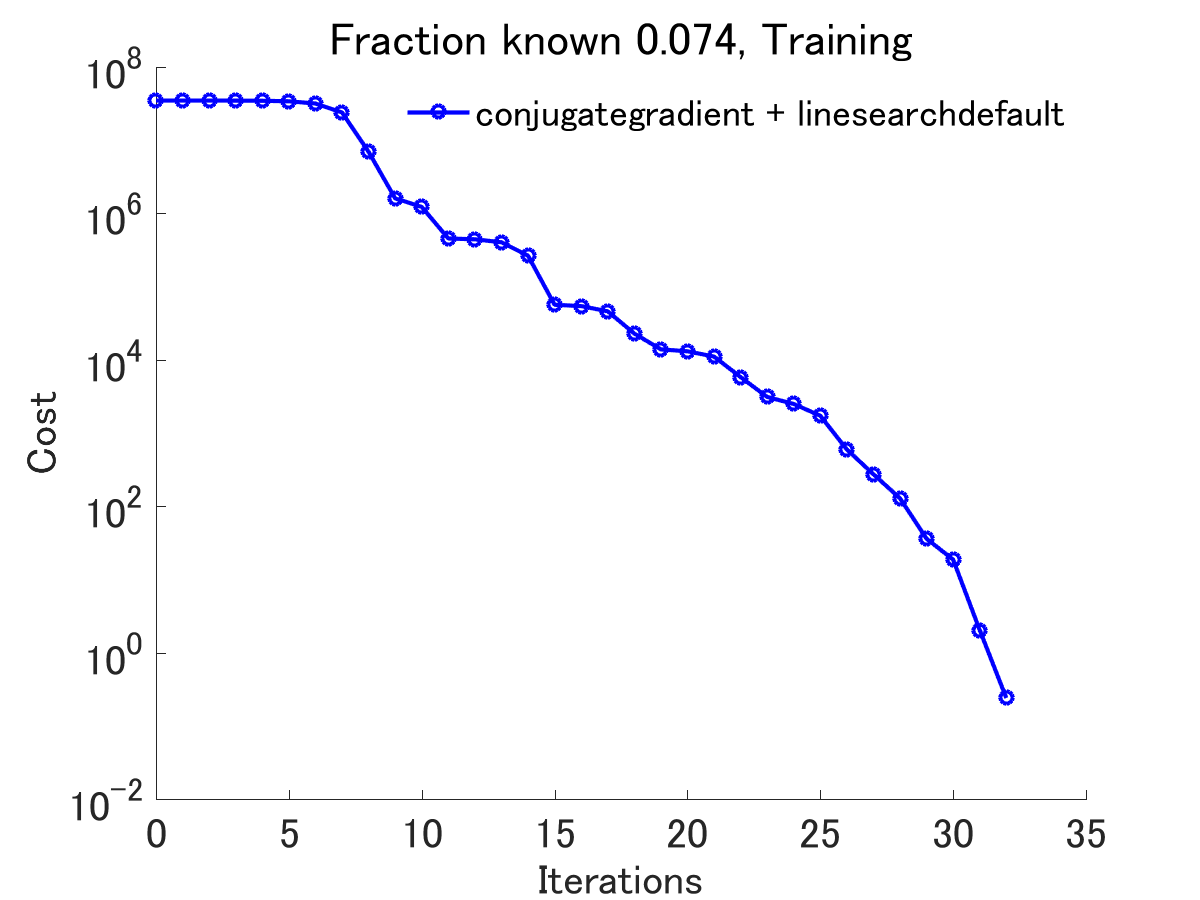 Fraction known 0.074, Training
conjugategradient + linesearchdefault
10^8
10^6
10^4
10^2
10^0
10^-2
Cost
0 5 10 15 20 25 30 35
Iterations